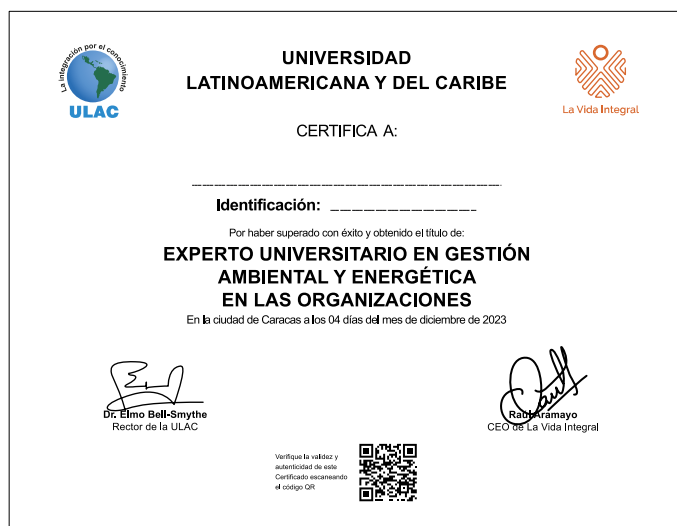 La integración por el conocimiento
ULAC
UNIVERSIDAD
LATINOAMERICANA Y DEL CARIBE
La Vida Integral
CERTIFICA A:
Identificación:
Por haber superado con éxito y obtenido el título de:
EXPERTO UNIVERSITARIO EN GESTIÓN
AMBIENTAL Y ENERGÉTICA
EN LAS ORGANIZACIONES
En la ciudad de Caracas a los 04 días del mes de diciembre de 2023
Dr. Elmo Bell-Smythe
Rector de la ULAC
Raúl Aramayo
CEO de La Vida Integral
Verifique la validez y
autenticidad de este
Certificado escaneando
el código QR